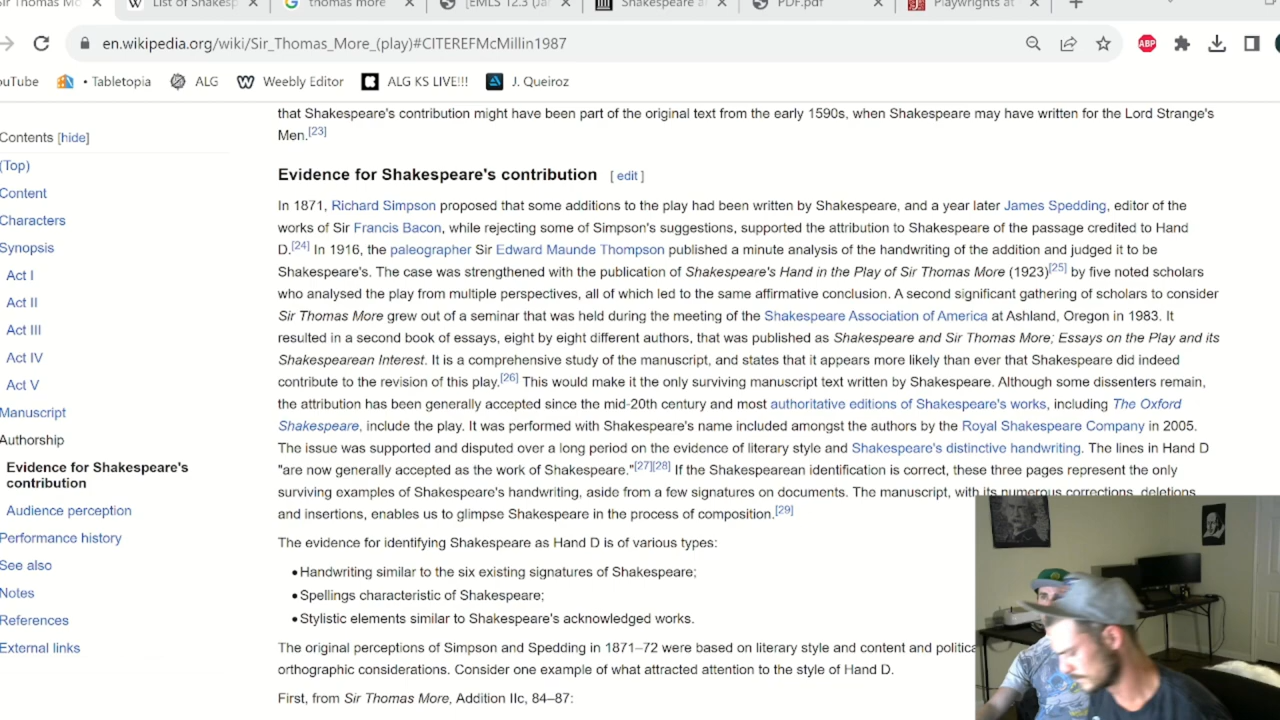 Sir Thomas Mo
List of Shakesp
thomas more
[EMLS 12.3 (Jan
Shakespeare a
PDF.pdf
Playwrights at
en.wikipedia.org/wiki/Sir_Thomas_More_(play)#CITEREFMcMillin1987
ABP
ouTube
• Tabletopia
ALG
Weebly Editor
ALG KS LIVE!!!
J. Queiroz
that Shakespeare's contribution might have been part of the original text from the early 1590s, when Shakespeare may have written for the Lord Strange's
Men.[23]
Contents [hide]
(Top)
Content
Characters
Synopsis
Act I
Act II
Act III
Act IV
Act V
Manuscript
Authorship
Evidence for Shakespeare's
contribution
Audience perception
Performance history
See also
Notes
References
External links
Evidence for Shakespeare's contribution [ edit ]
In 1871, Richard Simpson proposed that some additions to the play had been written by Shakespeare, and a year later James Spedding, editor of the
works of Sir Francis Bacon, while rejecting some of Simpson's suggestions, supported the attribution to Shakespeare of the passage credited to Hand
D.[24] In 1916, the paleographer Sir Edward Maunde Thompson published a minute analysis of the handwriting of the addition and judged it to be
Shakespeare's. The case was strengthened with the publication of Shakespeare's Hand in the Play of Sir Thomas More (1923)[25] by five noted scholars
who analysed the play from multiple perspectives, all of which led to the same affirmative conclusion. A second significant gathering of scholars to consider
Sir Thomas More grew out of a seminar that was held during the meeting of the Shakespeare Association of America at Ashland, Oregon in 1983. It
resulted in a second book of essays, eight by eight different authors, that was published as Shakespeare and Sir Thomas More; Essays on the Play and its
Shakespearean Interest. It is a comprehensive study of the manuscript, and states that it appears more likely than ever that Shakespeare did indeed
contribute to the revision of this play.[26] This would make it the only surviving manuscript text written by Shakespeare. Although some dissenters remain,
the attribution has been generally accepted since the mid-20th century and most authoritative editions of Shakespeare's works, including The Oxford
Shakespeare, include the play. It was performed with Shakespeare's name included amongst the authors by the Royal Shakespeare Company in 2005.
The issue was supported and disputed over a long period on the evidence of literary style and Shakespeare's distinctive handwriting. The lines in Hand D
"are now generally accepted as the work of Shakespeare."[27][28] If the Shakespearean identification is correct, these three pages represent the only
surviving examples of Shakespeare's handwriting, aside from a few signatures on documents. The manuscript, with its numerous corrections, deletions
and insertions, enables us to glimpse Shakespeare in the process of composition.[29]
The evidence for identifying Shakespeare as Hand D is of various types:
• Handwriting similar to the six existing signatures of Shakespeare;
• Spellings characteristic of Shakespeare;
• Stylistic elements similar to Shakespeare's acknowledged works.
The original perceptions of Simpson and Spedding in 1871–72 were based on literary style and content and politica
orthographic considerations. Consider one example of what attracted attention to the style of Hand D.
First, from Sir Thomas More, Addition IIc, 84–87: